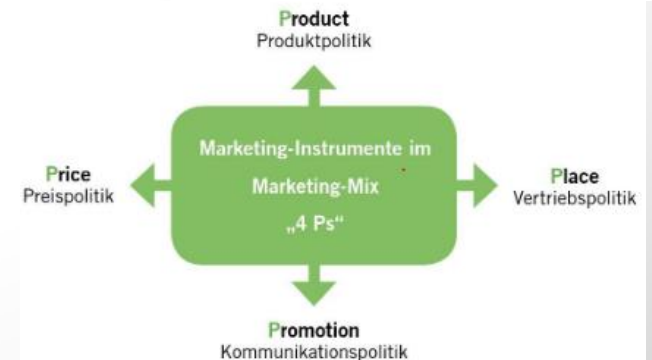 Product
Produktpolitik
Marketing-Instrumente im
Marketing-Mix
„4 Ps“
Price
Preispolitik
Place
Vertriebspolitik
Promotion
Kommunikationspolitik